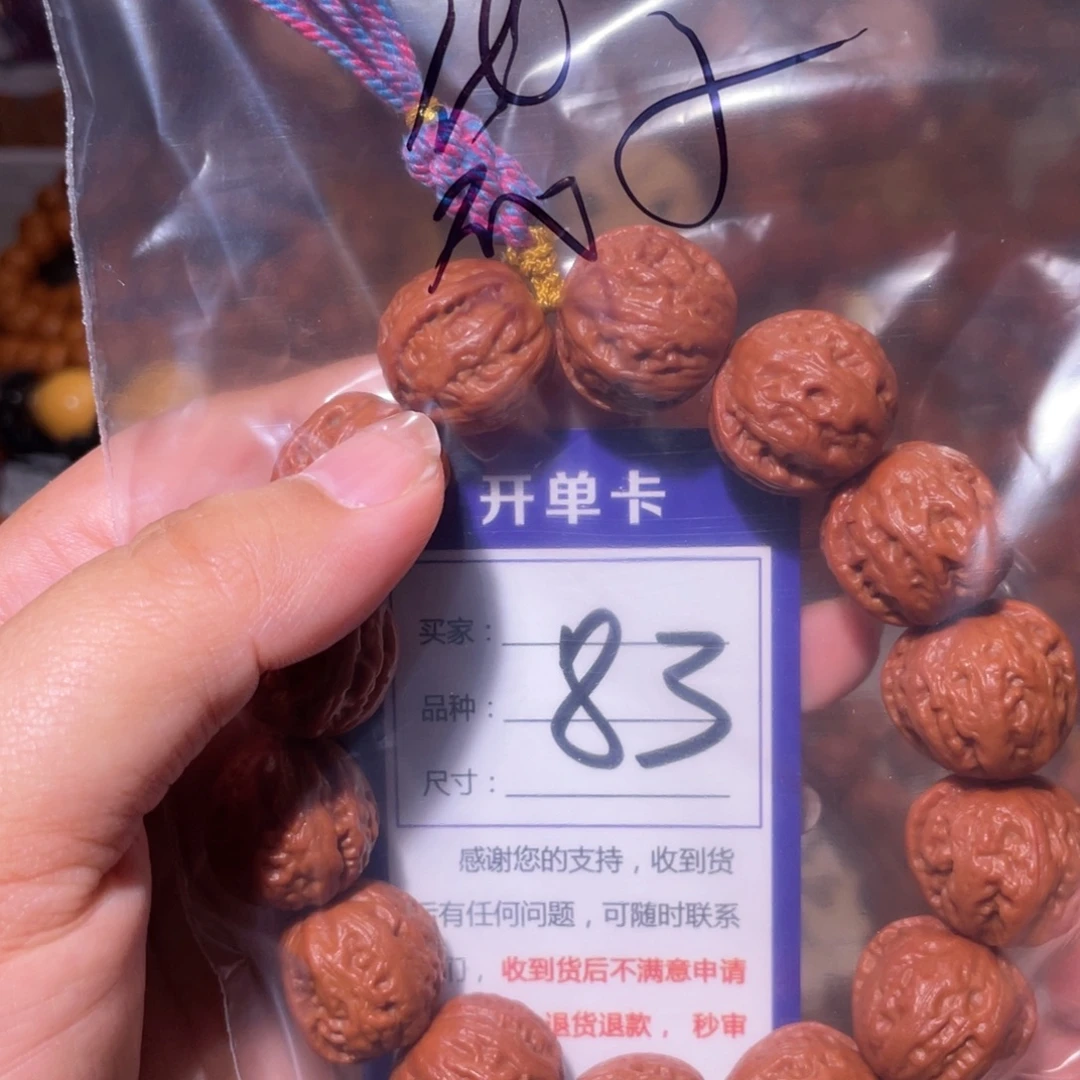 开单卡
买家：
83
品种：
尺寸：
感谢您的支持，收到货
有任何问题，可随时联系
，收到货后不满意申请
退货退款，秒审